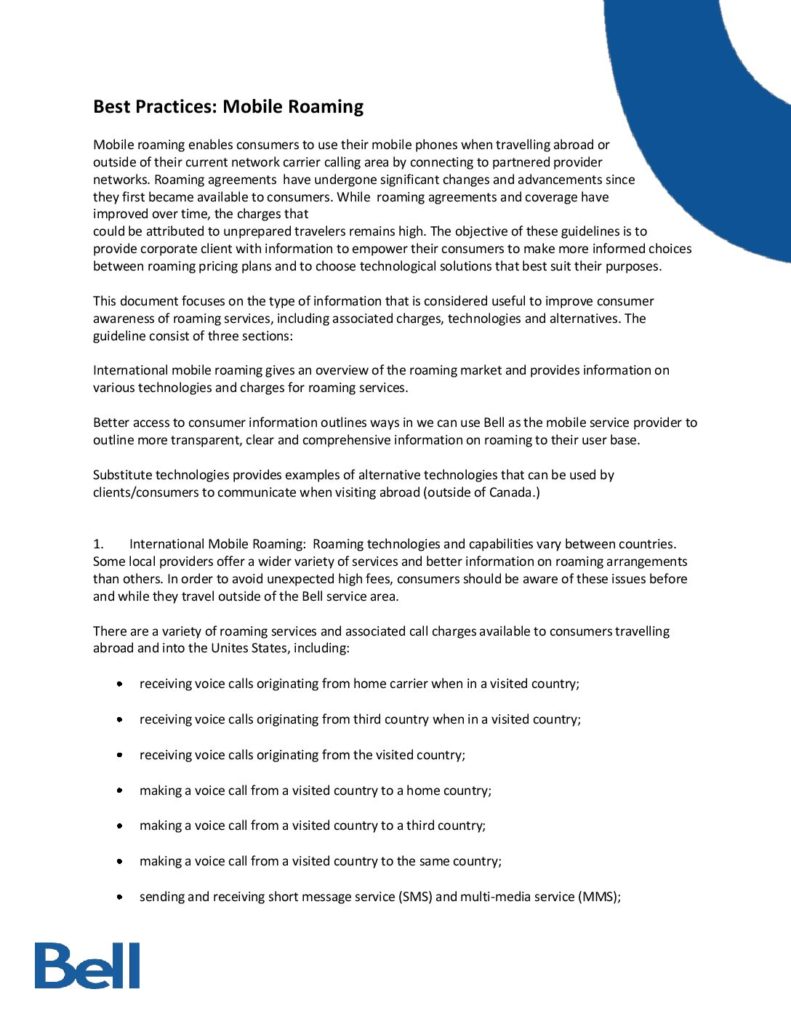 Best Practices: Mobile Roaming
Mobile roaming enables consumers to use their mobile phones when travelling abroad or
outside of their current network carrier calling area by connecting to partnered provider
networks. Roaming agreements  have undergone significant changes and advancements since
they first became available to consumers. While  roaming agreements and coverage have
improved over time, the charges that
could be attributed to unprepared travelers remains high. The objective of these guidelines is to
provide corporate client with information to empower their consumers to make more informed choices
between roaming pricing plans and to choose technological solutions that best suit their purposes.
This document focuses on the type of information that is considered useful to improve consumer
awareness of roaming services, including associated charges, technologies and alternatives. The
guideline consist of three sections:
International mobile roaming gives an overview of the roaming market and provides information on
various technologies and charges for roaming services.
Better access to consumer information outlines ways in we can use Bell as the mobile service provider to
outline more transparent, clear and comprehensive information on roaming to their user base.
Substitute technologies provides examples of alternative technologies that can be used by
clients/consumers to communicate when visiting abroad (outside of Canada.)
1. International Mobile Roaming:  Roaming technologies and capabilities vary between countries.
Some local providers offer a wider variety of services and better information on roaming arrangements
than others. In order to avoid unexpected high fees, consumers should be aware of these issues before
and while they travel outside of the Bell service area.
There are a variety of roaming services and associated call charges available to consumers travelling
abroad and into the Unites States, including:
• receiving voice calls originating from home carrier when in a visited country;
• receiving voice calls originating from third country when in a visited country;
• receiving voice calls originating from the visited country;
• making a voice call from a visited country to a home country;
• making a voice call from a visited country to a third country;
• making a voice call from a visited country to the same country;
• sending and receiving short message service (SMS) and multi-media service (MMS);
Bell